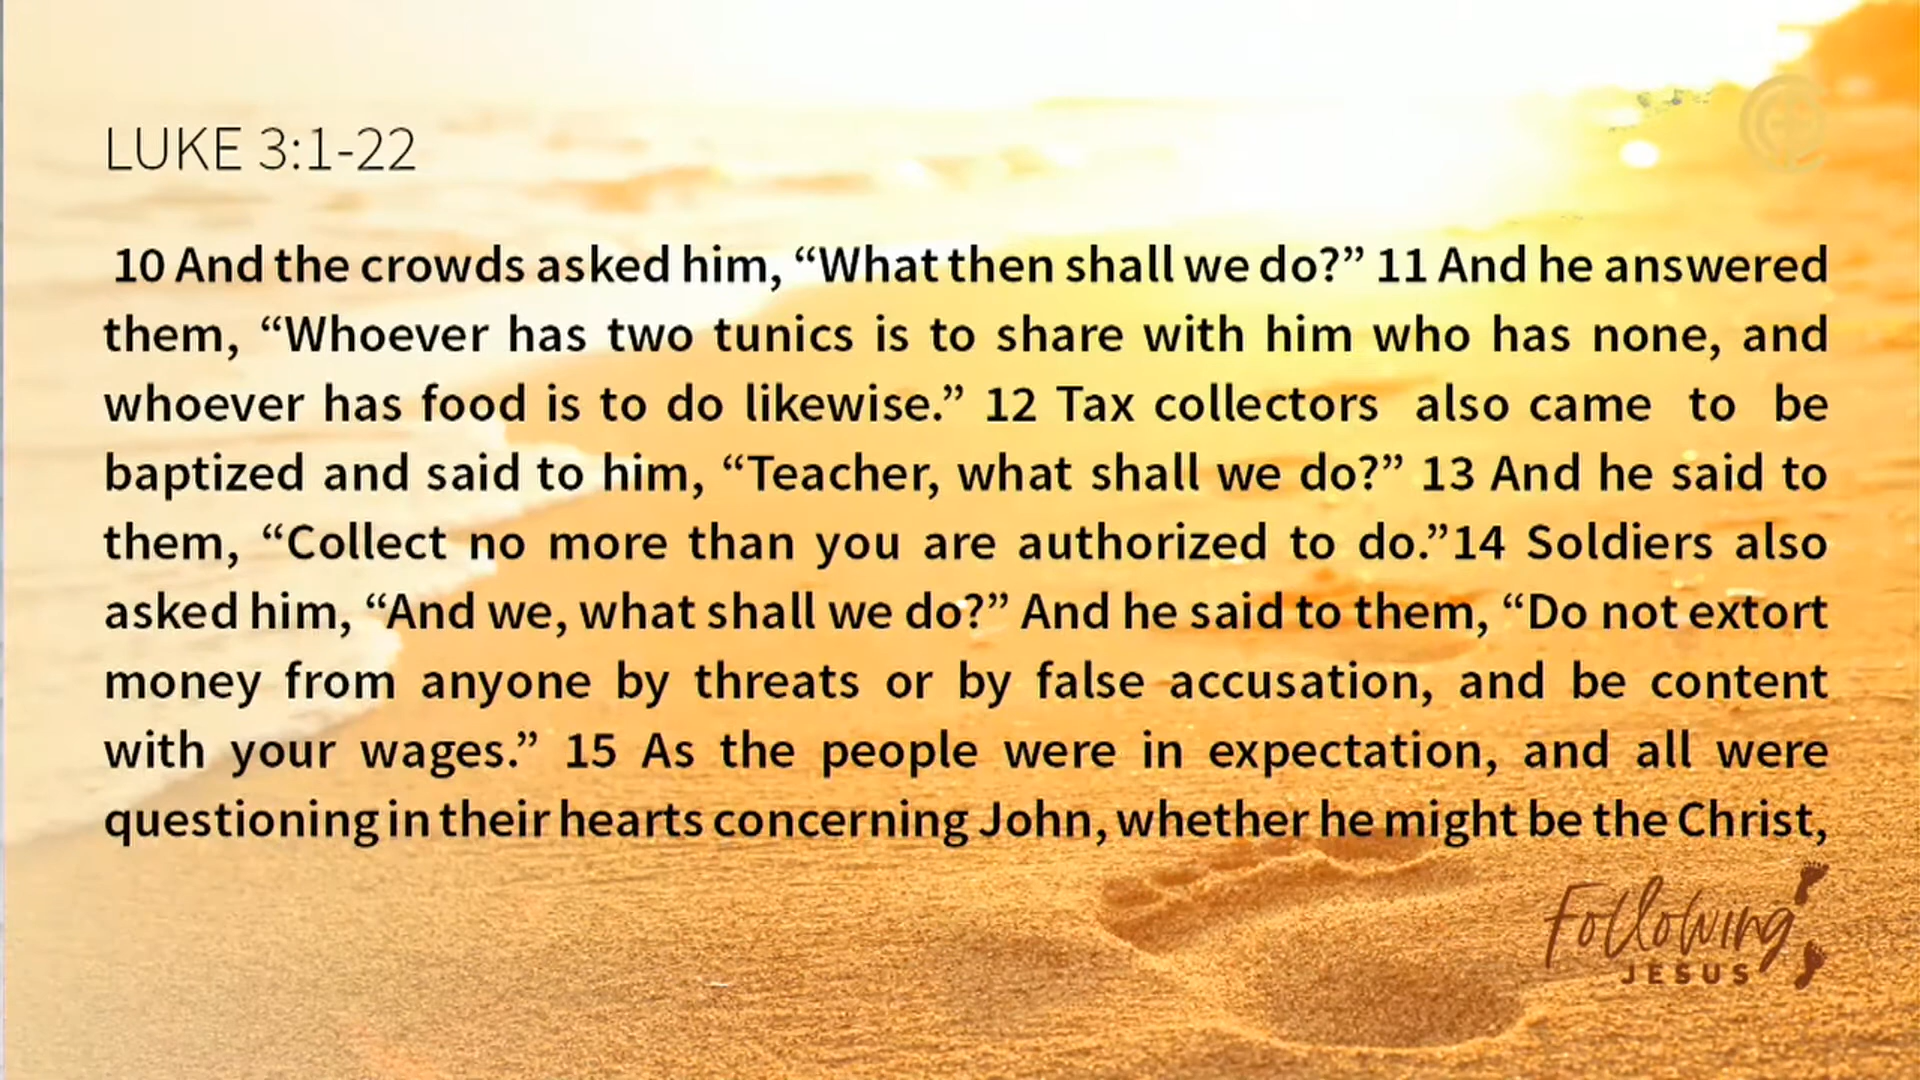 LUKE 3:1-22
10 And the crowds asked him, “What then shall we do?” 11 And he answered
them, “Whoever has two tunics is to share with him who has none, and
whoever has food is to do likewise.” 12 Tax collectors also came to be
baptized and said to him, “Teacher, what shall we do?” 13 And he said to
them, “Collect no more than you are authorized to do.”14 Soldiers also
asked him, “And we, what shall we do?” And he said to them, “Do not extort
money from anyone by threats or by false accusation, and be content
with your wages.” 15 As the people were in expectation, and all were
questioning in their hearts concerning John, whether he might be the Christ,
Following
JESUS